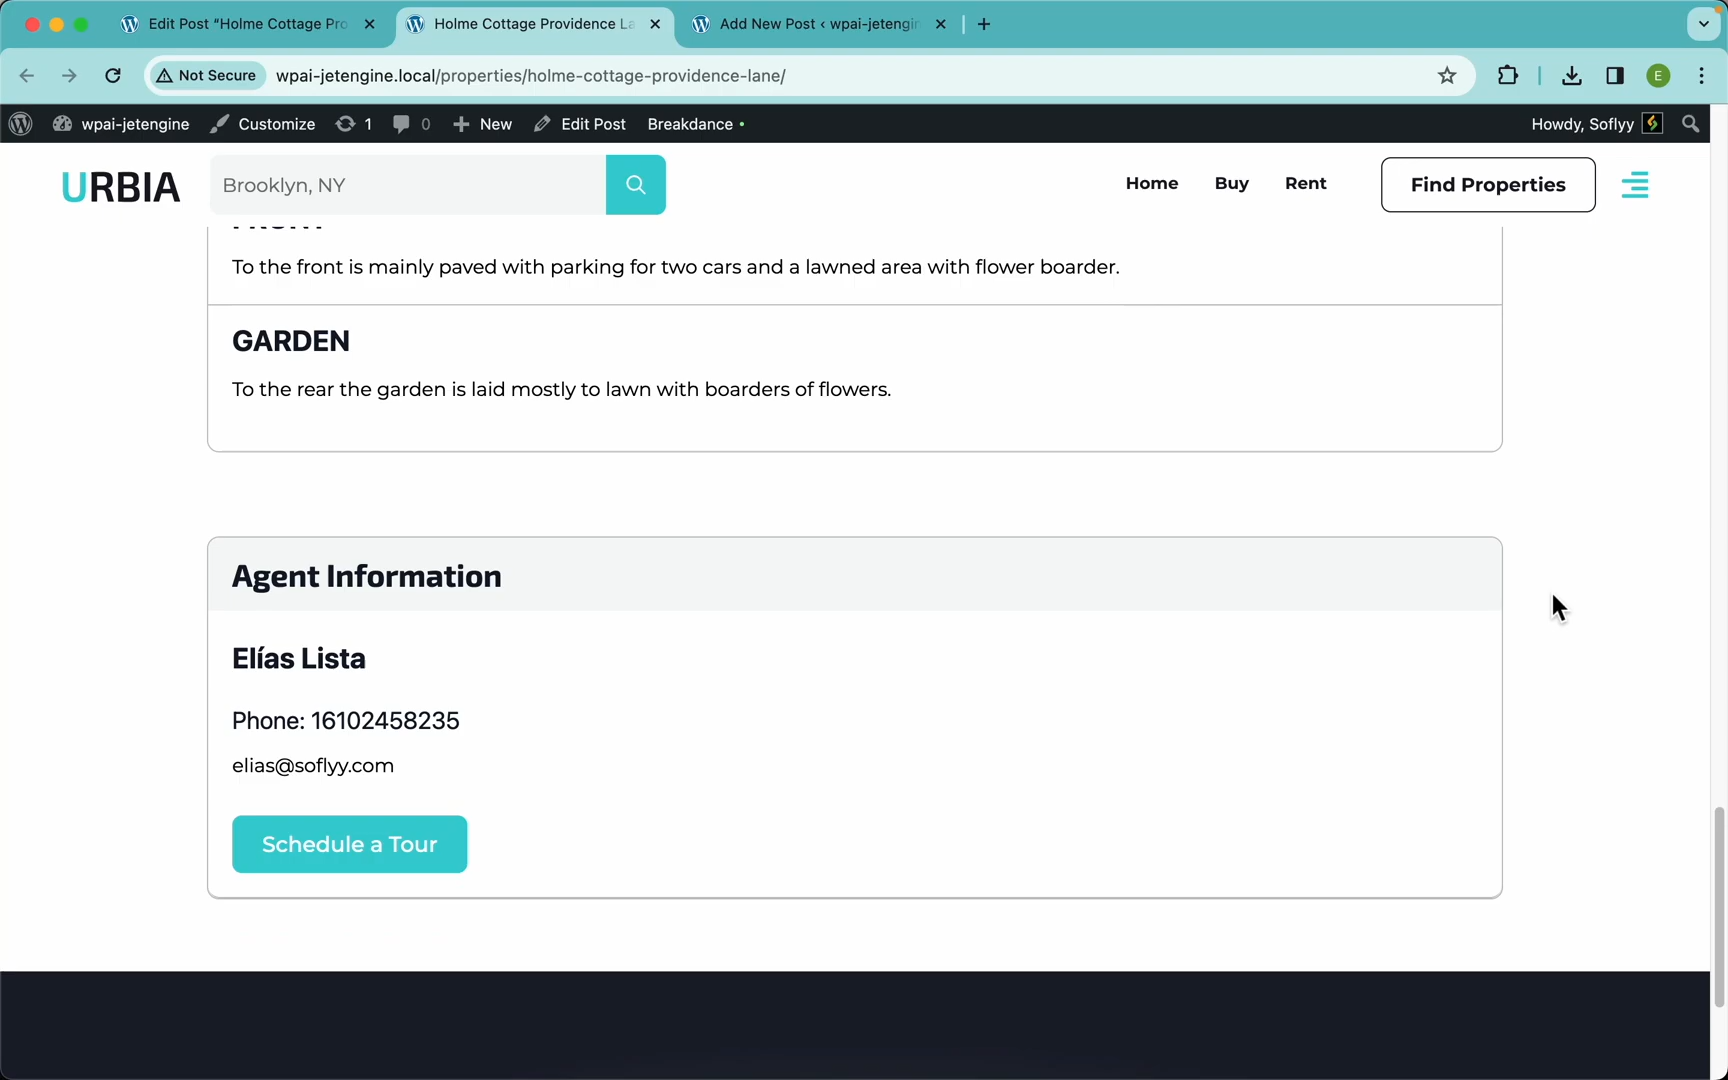 Edit Post “Holme Cottage Pro
Holme Cottage Providence La
Add New Post ‹ wpai-jetengin
Not Secure
wpai-jetengine.local/properties/holme-cottage-providence-lane/
E
wpai-jetengine
Customize
1
0
New
Edit Post
Breakdance
Howdy, Soflyy
URBIA
Brooklyn, NY
Home
Buy
Rent
Find Properties
FRONT
To the front is mainly paved with parking for two cars and a lawned area with flower boarder.
GARDEN
To the rear the garden is laid mostly to lawn with boarders of flowers.
Agent Information
Elías Lista
Phone: 16102458235
elias@soflyy.com
Schedule a Tour